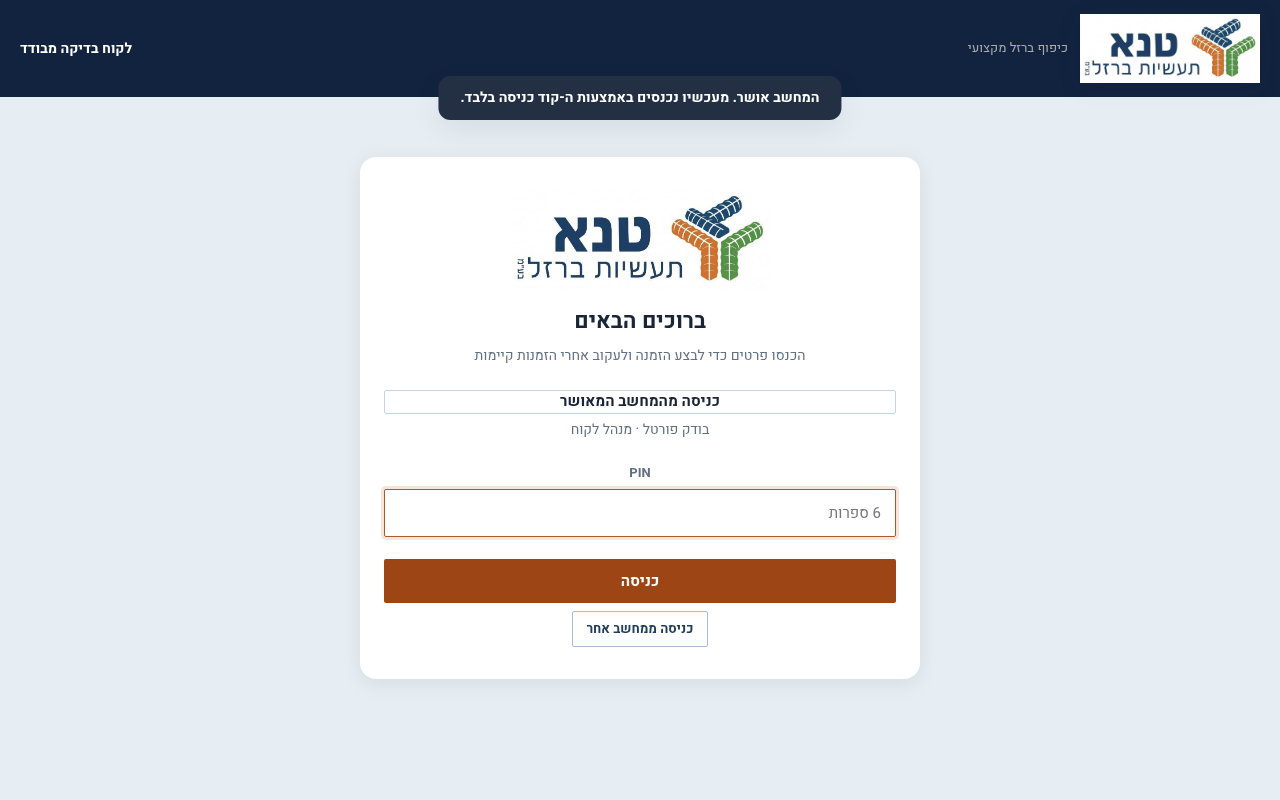 טנא
תעשיות ברזל בע"מ
כיפוף ברזל מקצועי
לקוח בדיקה מבודד
המחשב אושר. מעכשיו נכנסים באמצעות ה-קוד כניסה בלבד.
טנא
תעשיות ברזל בע"מ
ברוכים הבאים
הכנסו פרטים כדי לבצע הזמנה ולעקוב אחרי הזמנות קיימות
כניסה מהמחשב המאושר
בודק פורטל · מנהל לקוח
PIN
6 ספרות
כניסה
כניסה ממחשב אחר